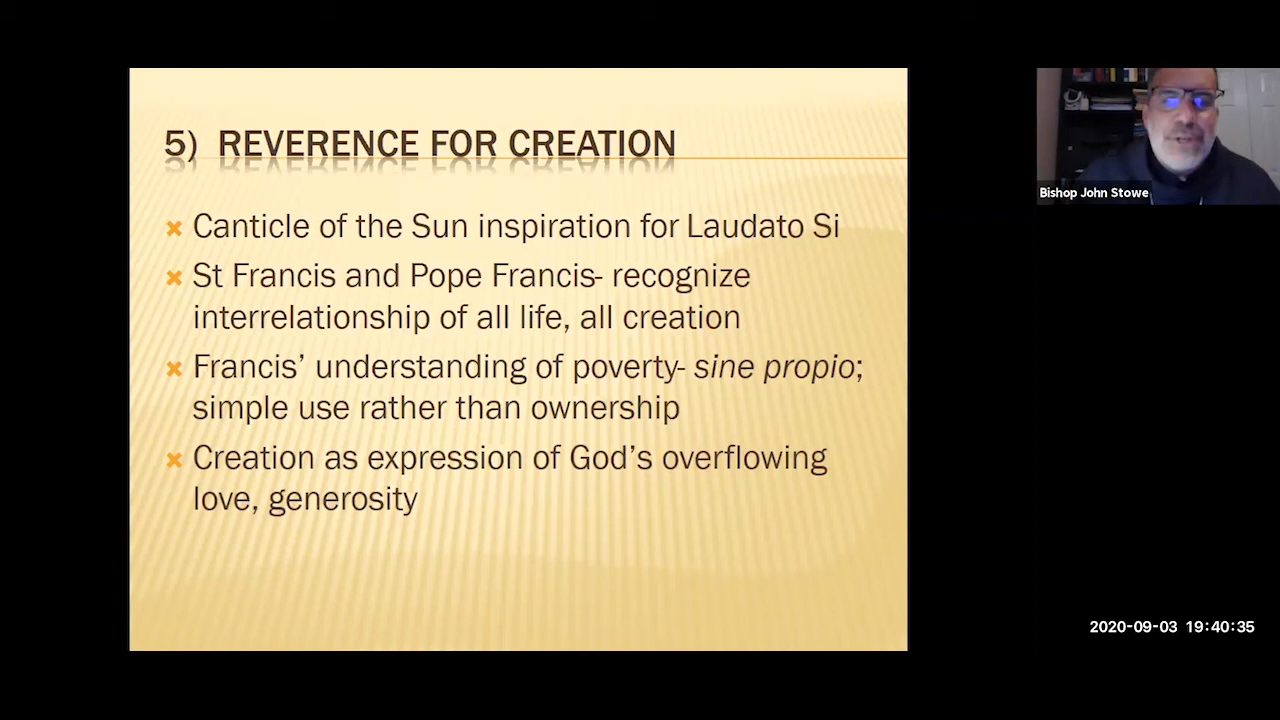 5) REVERENCE FOR CREATION
Canticle of the Sun inspiration for Laudato Si
St Francis and Pope Francis- recognize
interrelationship of all life, all creation
Francis’ understanding of poverty- sine propio;
simple use rather than ownership
Creation as expression of God’s overflowing
love, generosity
Bishop John Stowe
2020-09-03 19:40:35